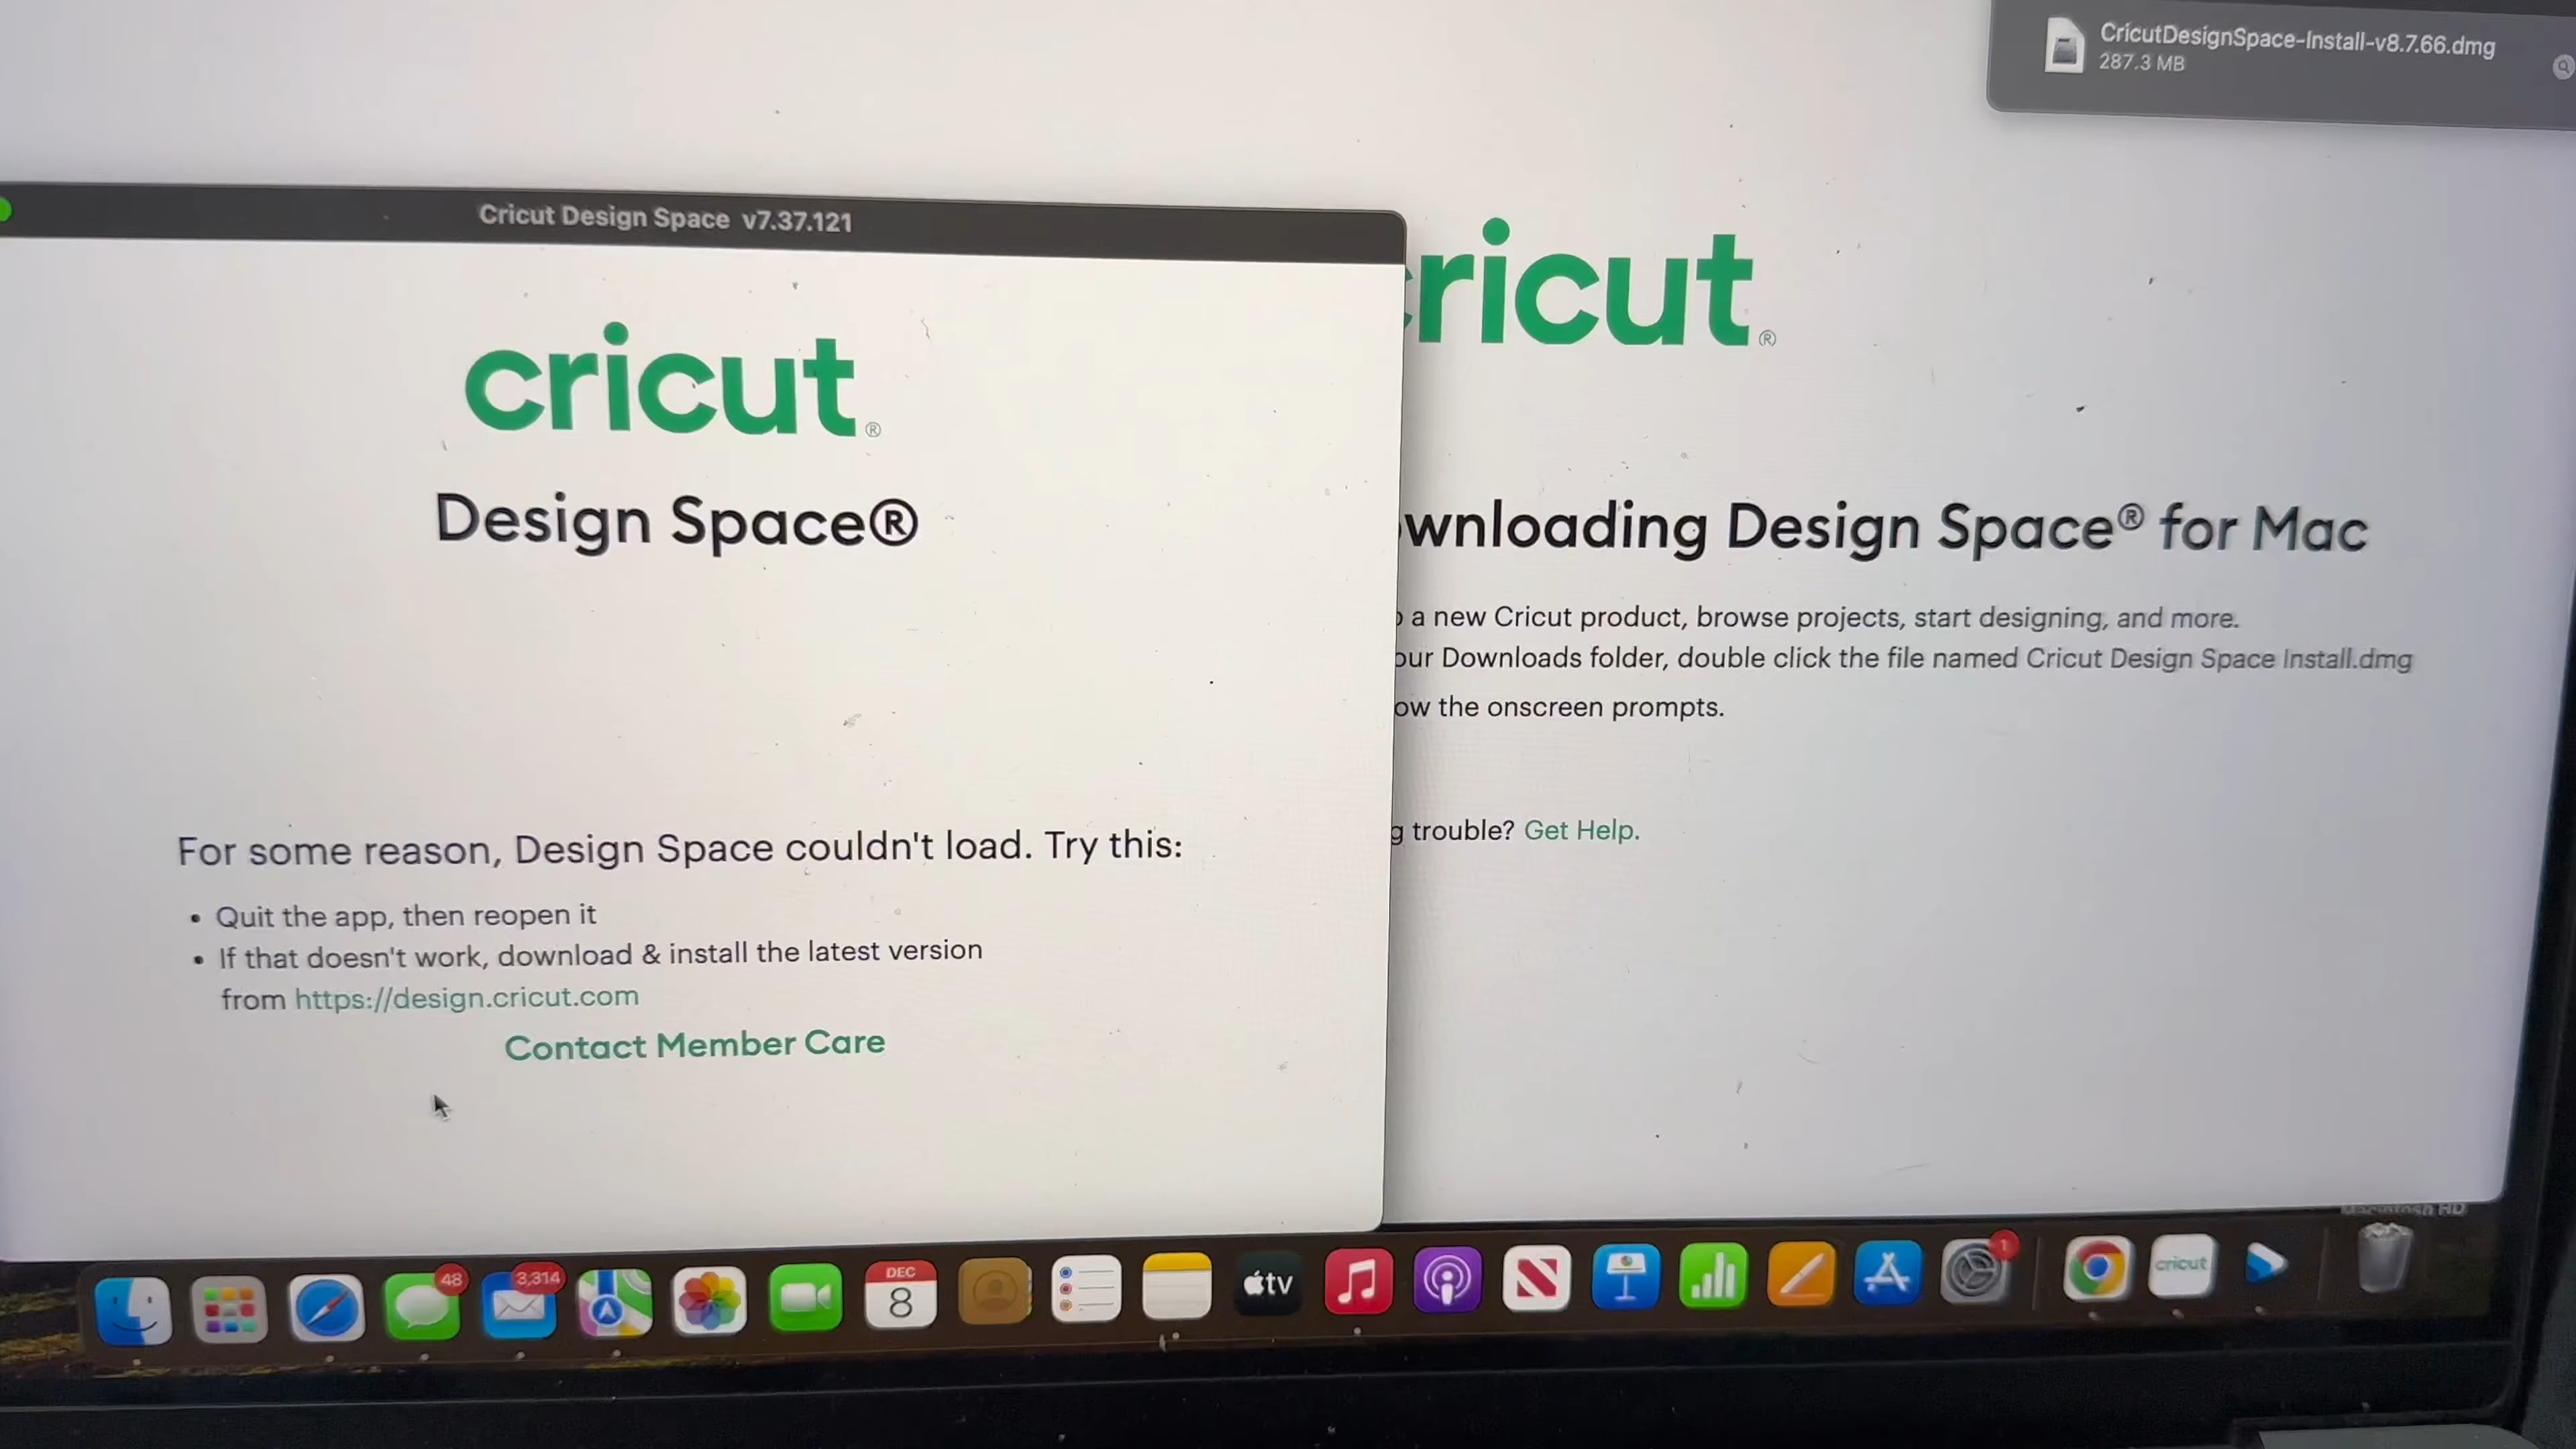 CricutDesignSpace-Install-v8.7.66.dmg
287.3 MB
Cricut Design Space v7.37.121
cricut®
Design Space®
For some reason, Design Space couldn't load. Try this:
• Quit the app, then reopen it
• If that doesn't work, download & install the latest version
from https://design.cricut.com
Contact Member Care
cricut®
wnloading Design Space® for Mac
a new Cricut product, browse projects, start designing, and more.
our Downloads folder, double click the file named Cricut Design Space Install.dmg
ow the onscreen prompts.
g trouble? Get Help.
Macintosh HD
48
3,314
DEC
8
tv
1
cricut